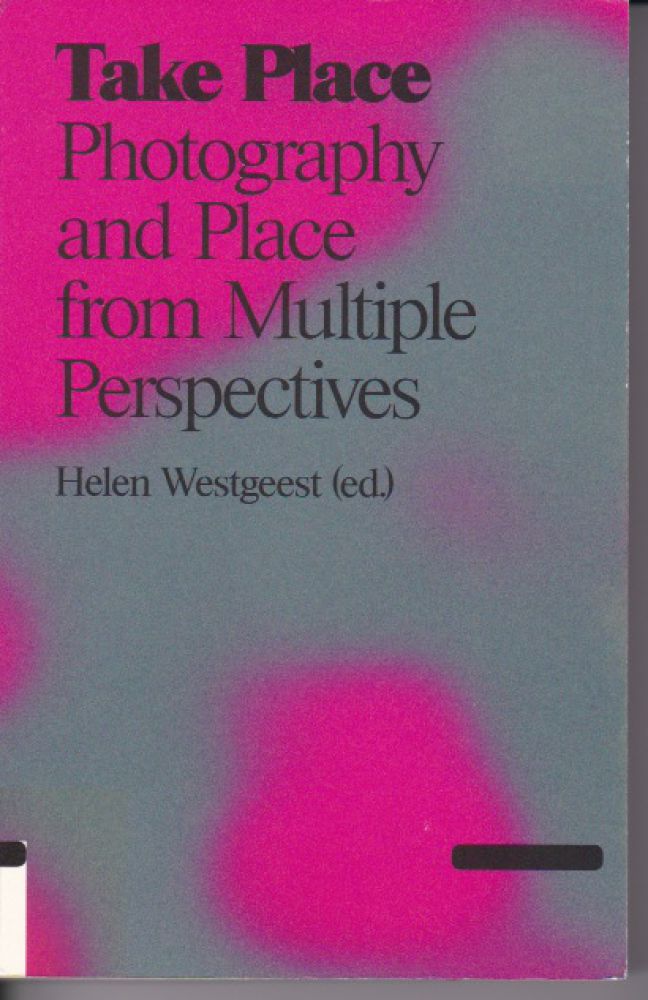 Take Place
Photography
and Place
from Multiple
Perspectives
Helen Westgeest (ed.)